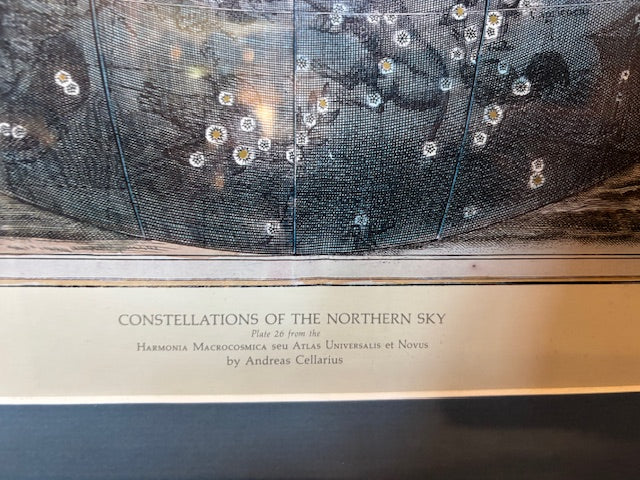 CONSTELLATIONS OF THE NORTHERN SKY
Plate 26 from the
HARMONIA MACROCOSMICA seu ATLAS UNIVERSALIS et NOVUS
by Andreas Cellarius